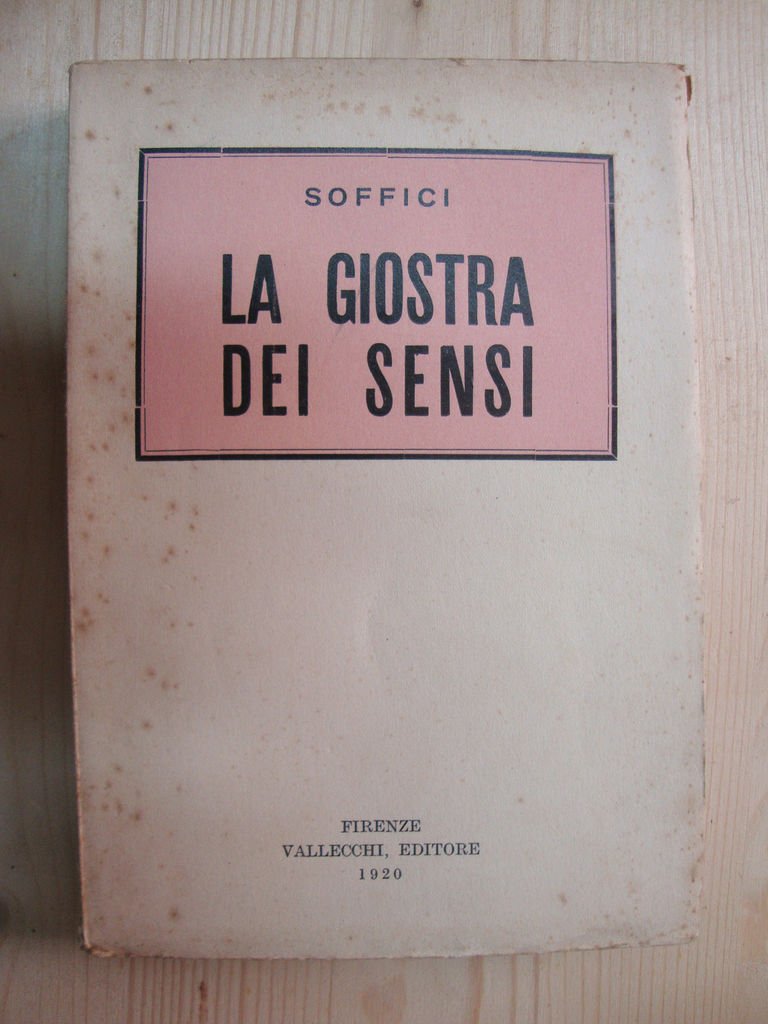 SOFFICI
LA GIOSTRA
DEI SENSI
FIRENZE
VALLECCHI, EDITORE
1920